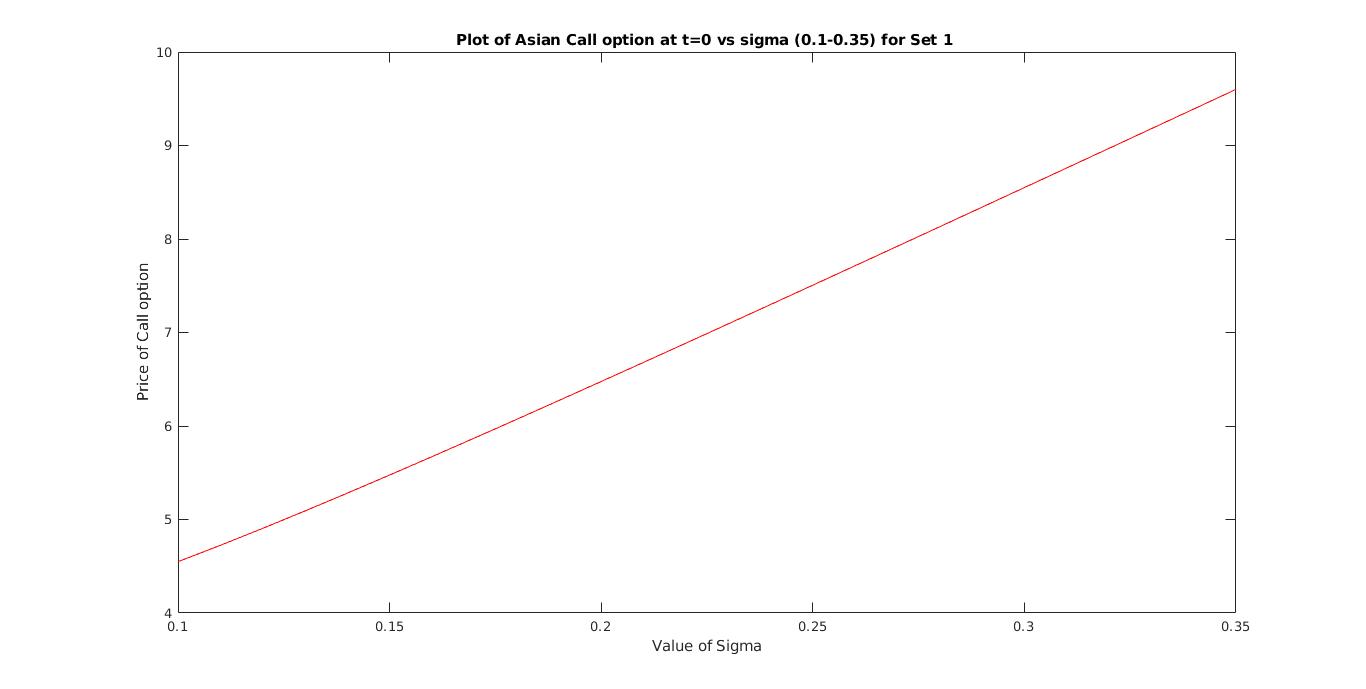 Plot of Asian Call option at t=0 vs sigma (0.1-0.35) for Set 1
10
9
8
7
6
5
4
Price of Call option
0.1 0.15 0.2 0.25 0.3 0.35
Value of Sigma